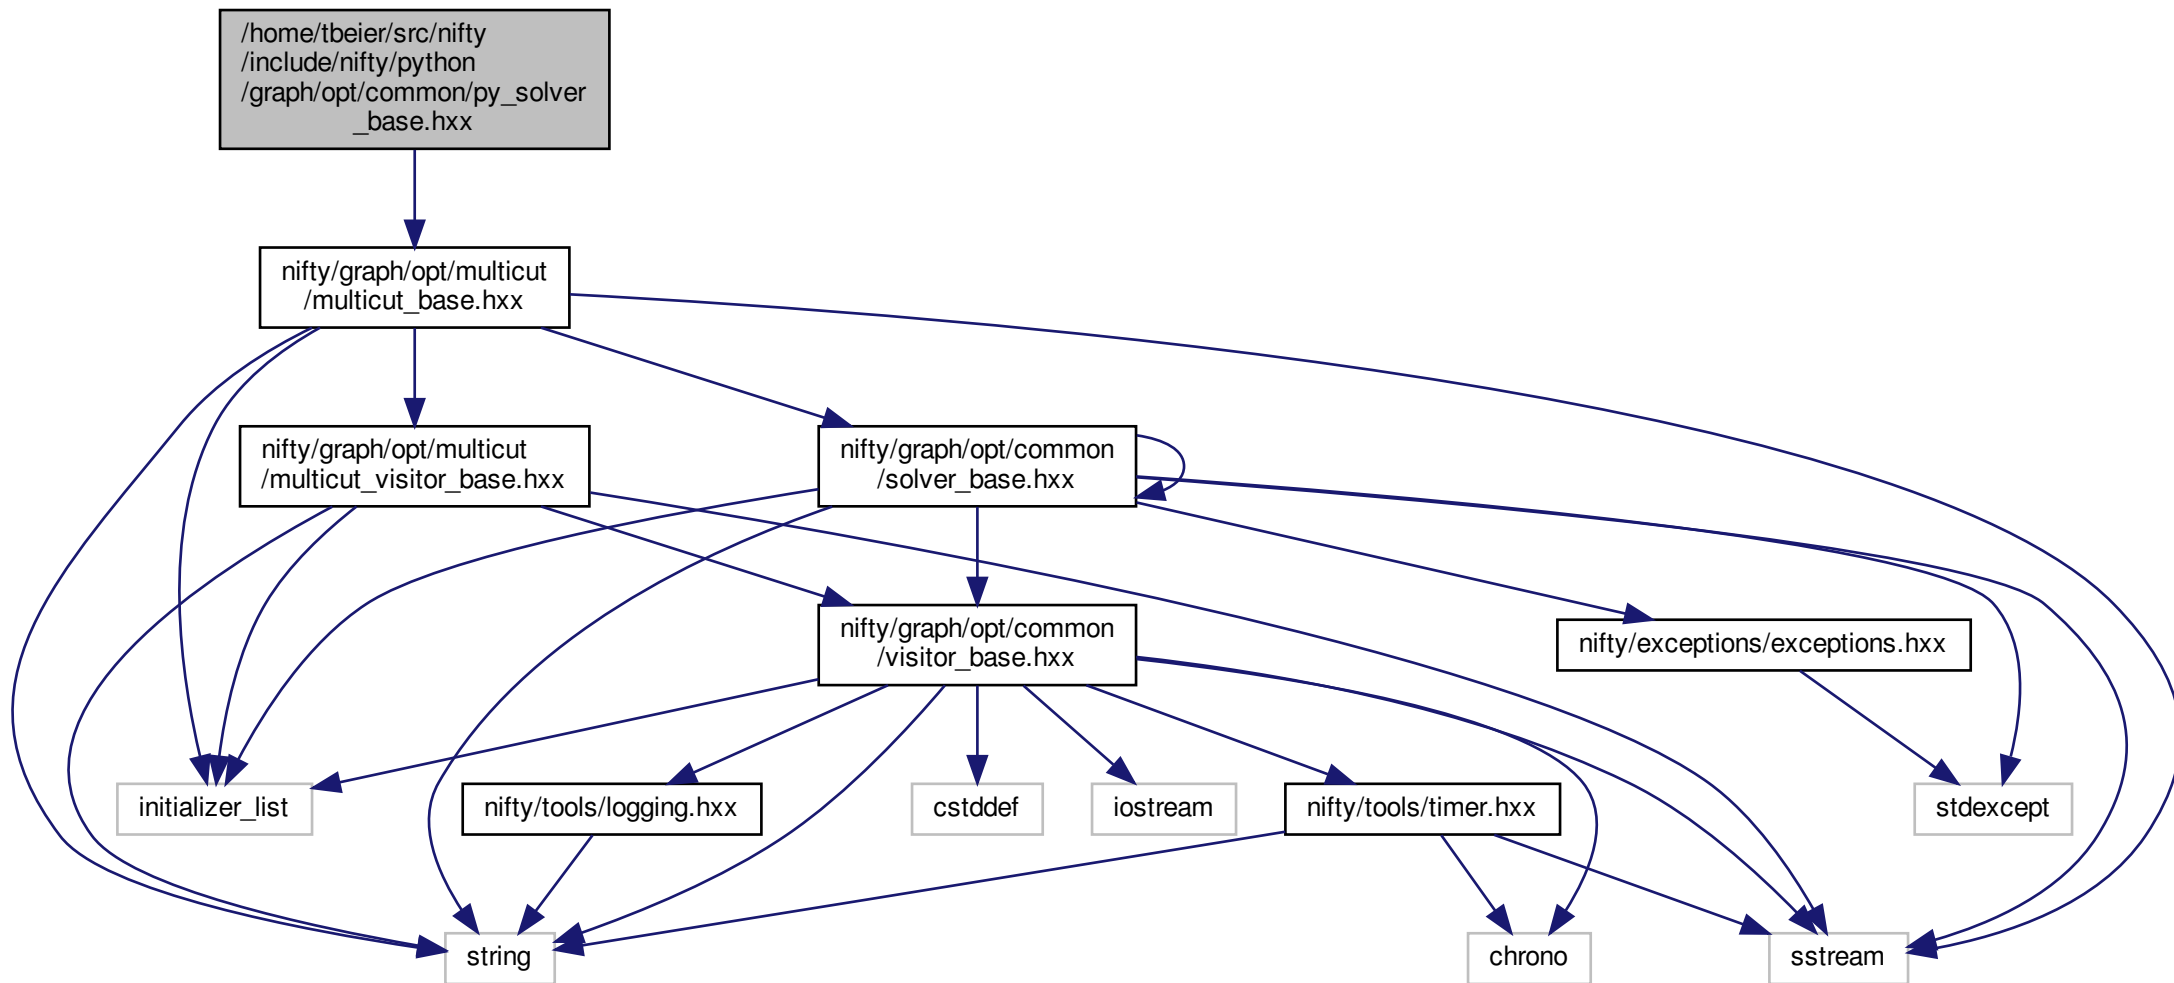 /home/tbeier/src/nifty
/include/nifty/python
/graph/opt/common/py_solver
_base.hxx
nifty/graph/opt/multicut
/multicut_base.hxx
nifty/graph/opt/multicut
/multicut_visitor_base.hxx
nifty/graph/opt/common
/solver_base.hxx
nifty/graph/opt/common
/visitor_base.hxx
nifty/exceptions/exceptions.hxx
initializer_list
nifty/tools/logging.hxx
cstddef
iostream
nifty/tools/timer.hxx
stdexcept
string
chrono
sstream